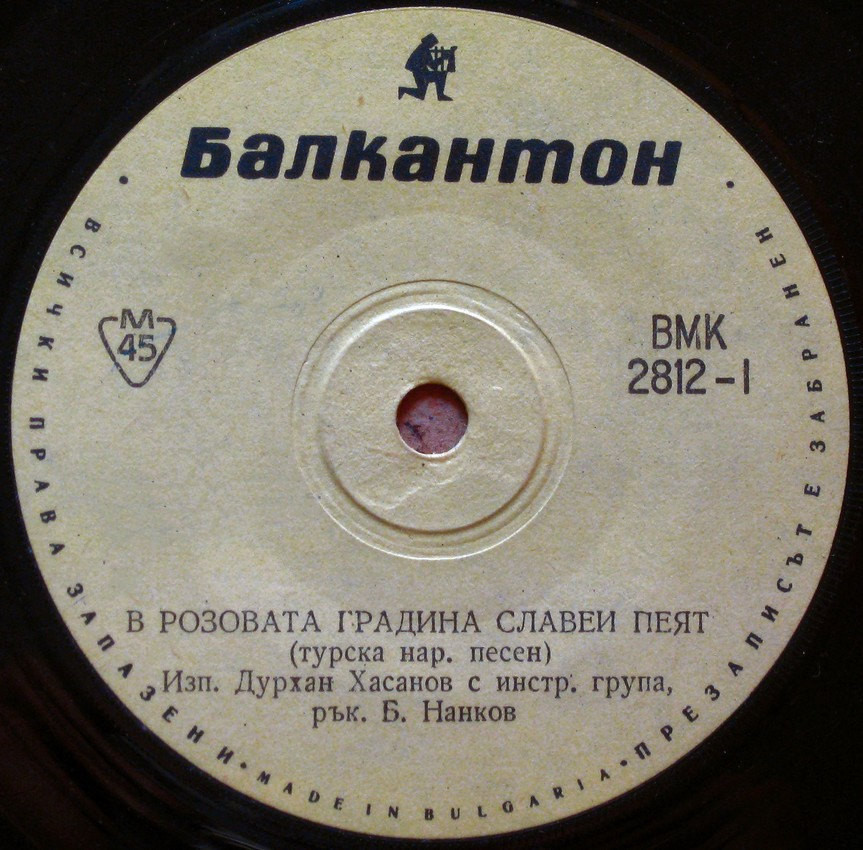 Балкантон
М
45
ВМК
2812-1
В РОЗОВАТА ГРАДИНА СЛАВЕИ ПЕЯТ
(турска нар. песен)
Изп. Дурхан Хасанов с инстр. група,
рък. Б. Нанков
• ВСИЧКИ ПРАВА ЗАПАЗЕНИ • MADE IN BULGARIA • ПРЕЗАПИСЪТ Е ЗАБРАНЕН •